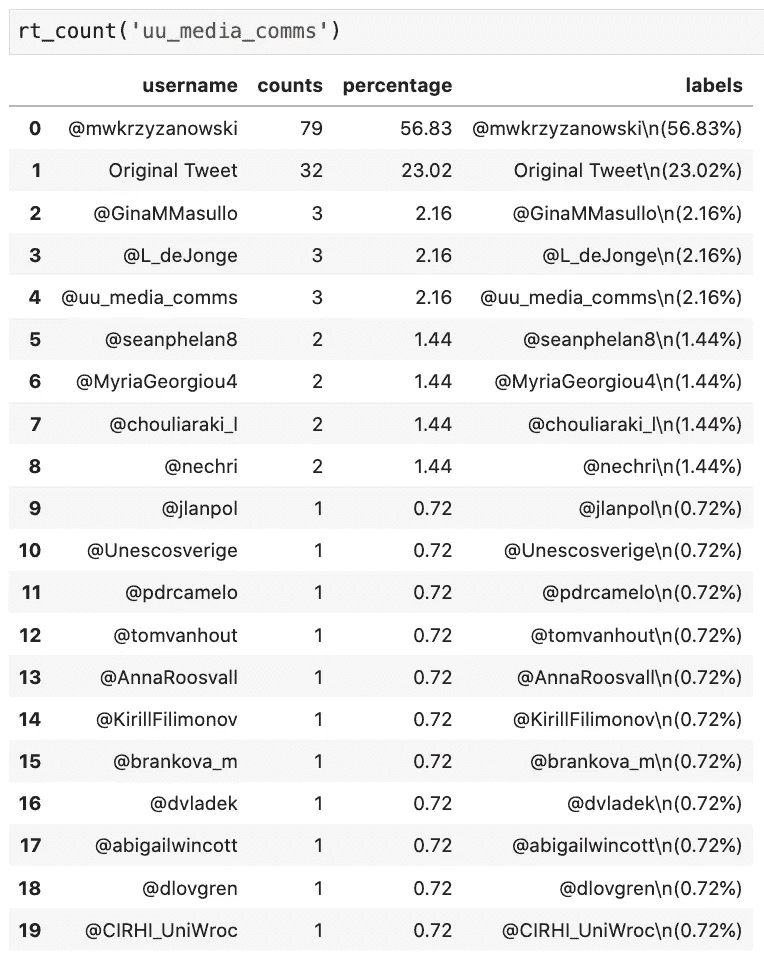 rt_count('uu_media_comms')
username counts percentage labels
0 @mwkrzyzanowski 79 56.83 @mwkrzyzanowski\n(56.83%)
1 Original Tweet 32 23.02 Original Tweet\n(23.02%)
2 @GinaMMasullo 3 2.16 @GinaMMasullo\n(2.16%)
3 @L_deJonge 3 2.16 @L_deJonge\n(2.16%)
4 @uu_media_comms 3 2.16 @uu_media_comms\n(2.16%)
5 @seanphelan8 2 1.44 @seanphelan8\n(1.44%)
6 @MyriaGeorgiou4 2 1.44 @MyriaGeorgiou4\n(1.44%)
7 @chouliaraki_l 2 1.44 @chouliaraki_l\n(1.44%)
8 @nechri 2 1.44 @nechri\n(1.44%)
9 @jlanpol 1 0.72 @jlanpol\n(0.72%)
10 @Unescosverige 1 0.72 @Unescosverige\n(0.72%)
11 @pdrcamelo 1 0.72 @pdrcamelo\n(0.72%)
12 @tomvanhout 1 0.72 @tomvanhout\n(0.72%)
13 @AnnaRoosvall 1 0.72 @AnnaRoosvall\n(0.72%)
14 @KirillFilimonov 1 0.72 @KirillFilimonov\n(0.72%)
15 @brankova_m 1 0.72 @brankova_m\n(0.72%)
16 @dvladek 1 0.72 @dvladek\n(0.72%)
17 @abigailwincott 1 0.72 @abigailwincott\n(0.72%)
18 @dlovgren 1 0.72 @dlovgren\n(0.72%)
19 @CIRHI_UniWroc 1 0.72 @CIRHI_UniWroc\n(0.72%)